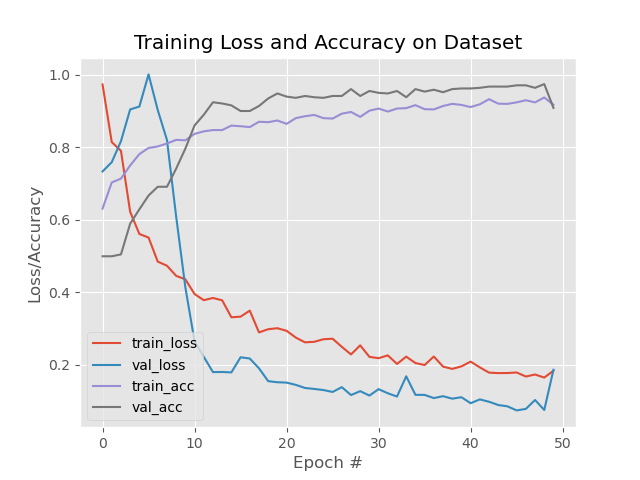 Training Loss and Accuracy on Dataset
1.0
0.8
0.6
0.4
0.2
Loss/Accuracy
train_loss
val_loss
train_acc
val_acc
0 10 20 30 40 50
Epoch #